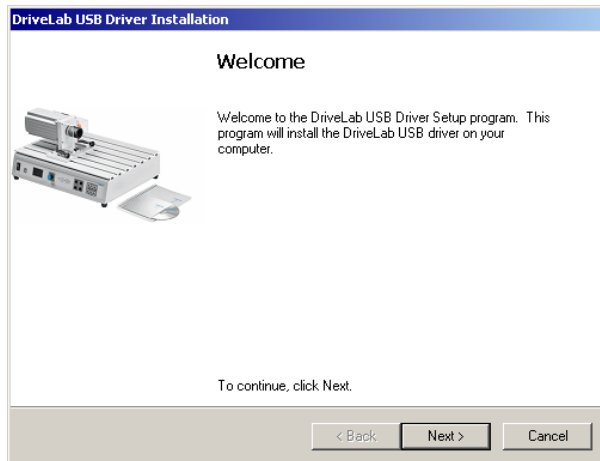 DriveLab USB Driver Installation
Welcome
Welcome to the DriveLab USB Driver Setup program. This
program will install the DriveLab USB driver on your
computer.
To continue, click Next.
< Back
Next >
Cancel